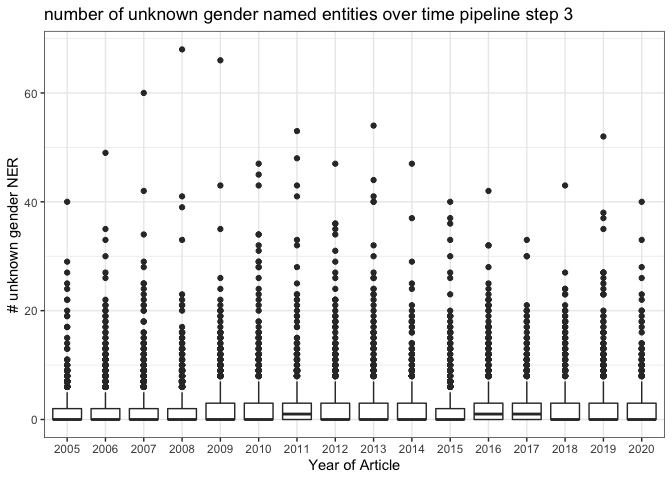 number of unknown gender named entities over time pipeline step 3
# unknown gender NER
60
40
20
0
2005 2006 2007 2008 2009 2010 2011 2012 2013 2014 2015 2016 2017 2018 2019 2020
Year of Article